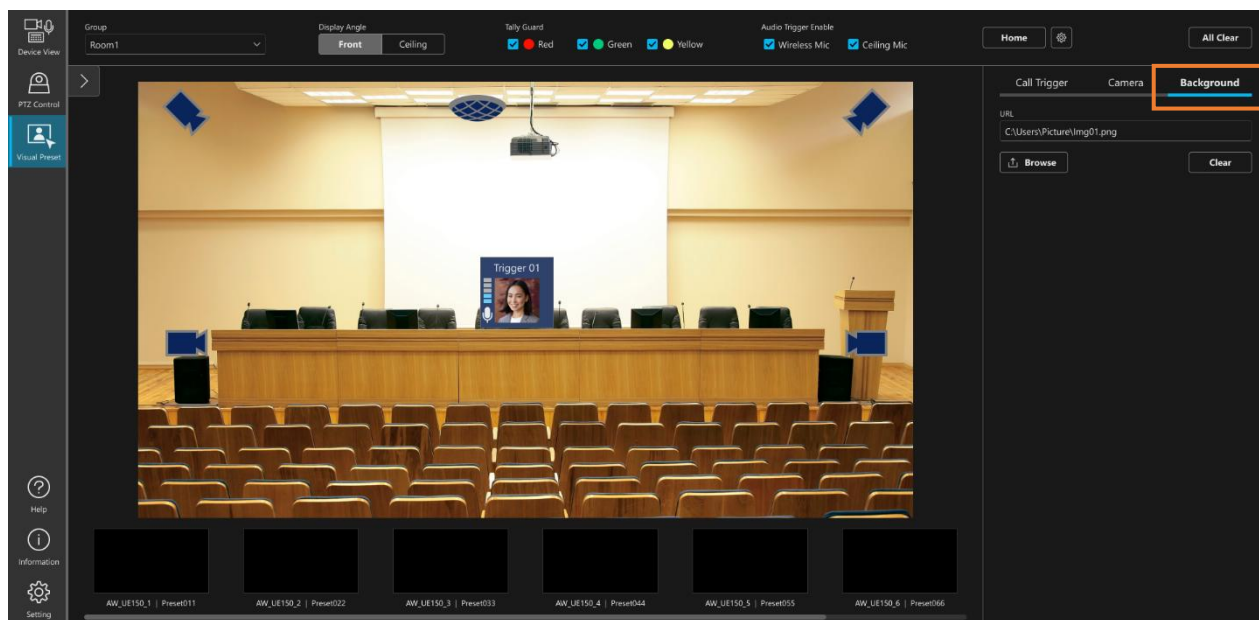 Device View
PTZ Control
Visual Preset
Help
Information
Setting
Group
Room1
Display Angle
Front Ceiling
Tally Guard
Red Green Yellow
Audio Trigger Enable
Wireless Mic Ceiling Mic
Home
All Clear
Trigger 01
AW_UE150_1 | Preset011
AW_UE150_2 | Preset022
AW_UE150_3 | Preset033
AW_UE150_4 | Preset044
AW_UE150_5 | Preset055
AW_UE150_6 | Preset066
Call Trigger Camera Background
URL
C:\Users\Picture\Img01.png
Browse Clear